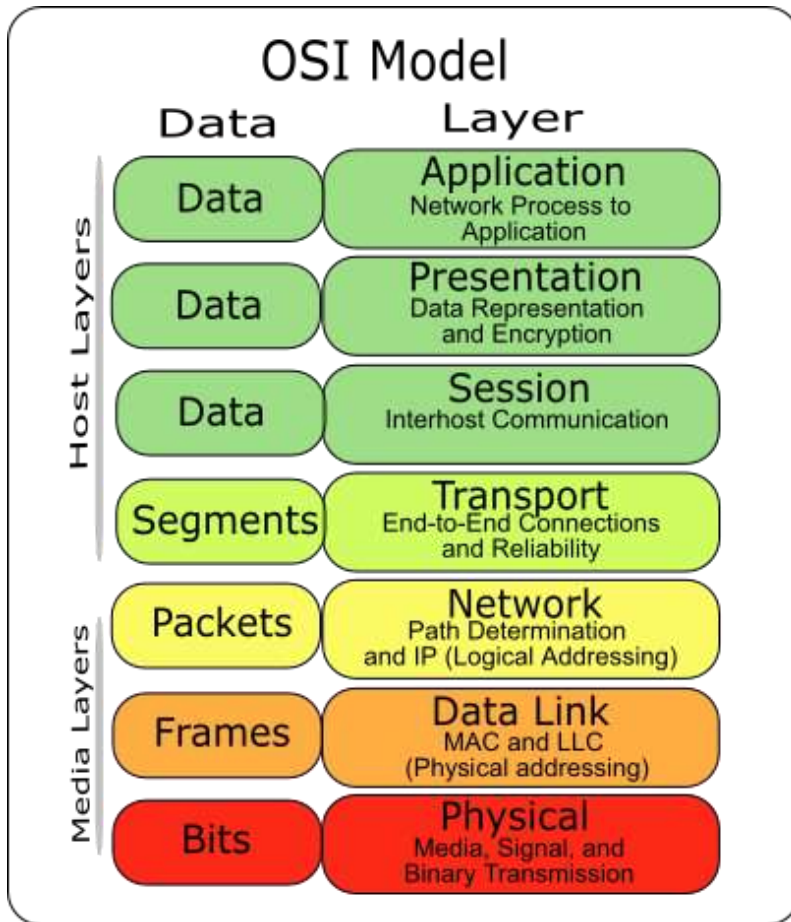 OSI Model
Data Layer
Host Layers
Data
Application
Network Process to
Application
Data
Presentation
Data Representation
and Encryption
Data
Session
Interhost Communication
Segments
Transport
End-to-End Connections
and Reliability
Media Layers
Packets
Network
Path Determination
and IP (Logical Addressing)
Frames
Data Link
MAC and LLC
(Physical addressing)
Bits
Physical
Media, Signal, and
Binary Transmission